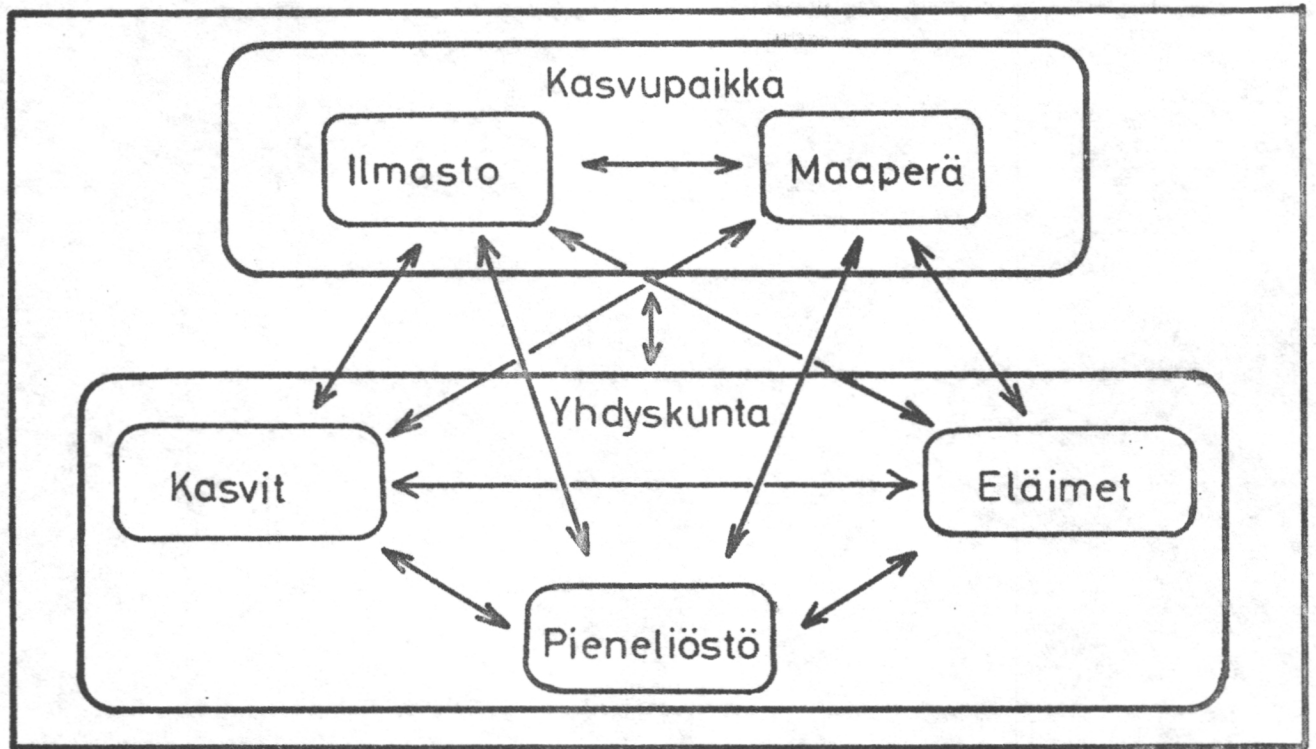 Kasvupaikka
Ilmasto
Maaperä
Yhdyskunta
Kasvit
Eläimet
Pieneliöstö